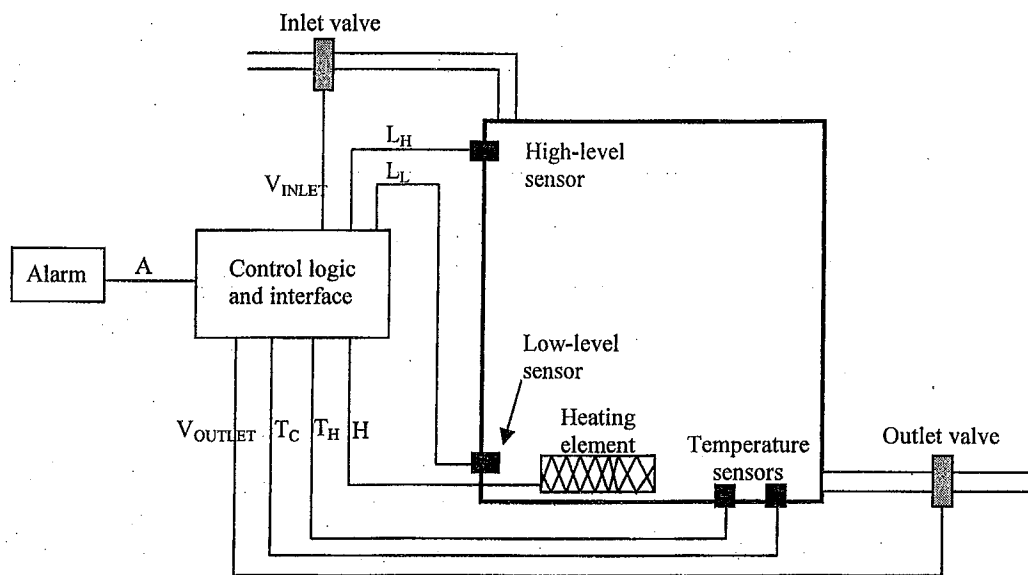 Inlet valve
L_H
High-level
sensor
L_L
V_INLET
Alarm
A
Control logic
and interface
Low-level
sensor
V_OUTLET
T_C
T_H
H
Heating
element
Temperature
sensors
Outlet valve